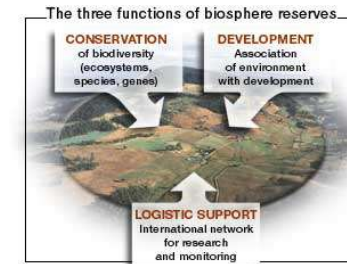 The three functions of biosphere reserves
CONSERVATION
of biodiversity
(ecosystems,
species, genes)
DEVELOPMENT
Association
of environment
with development
LOGISTIC SUPPORT
International network
for research
and monitoring